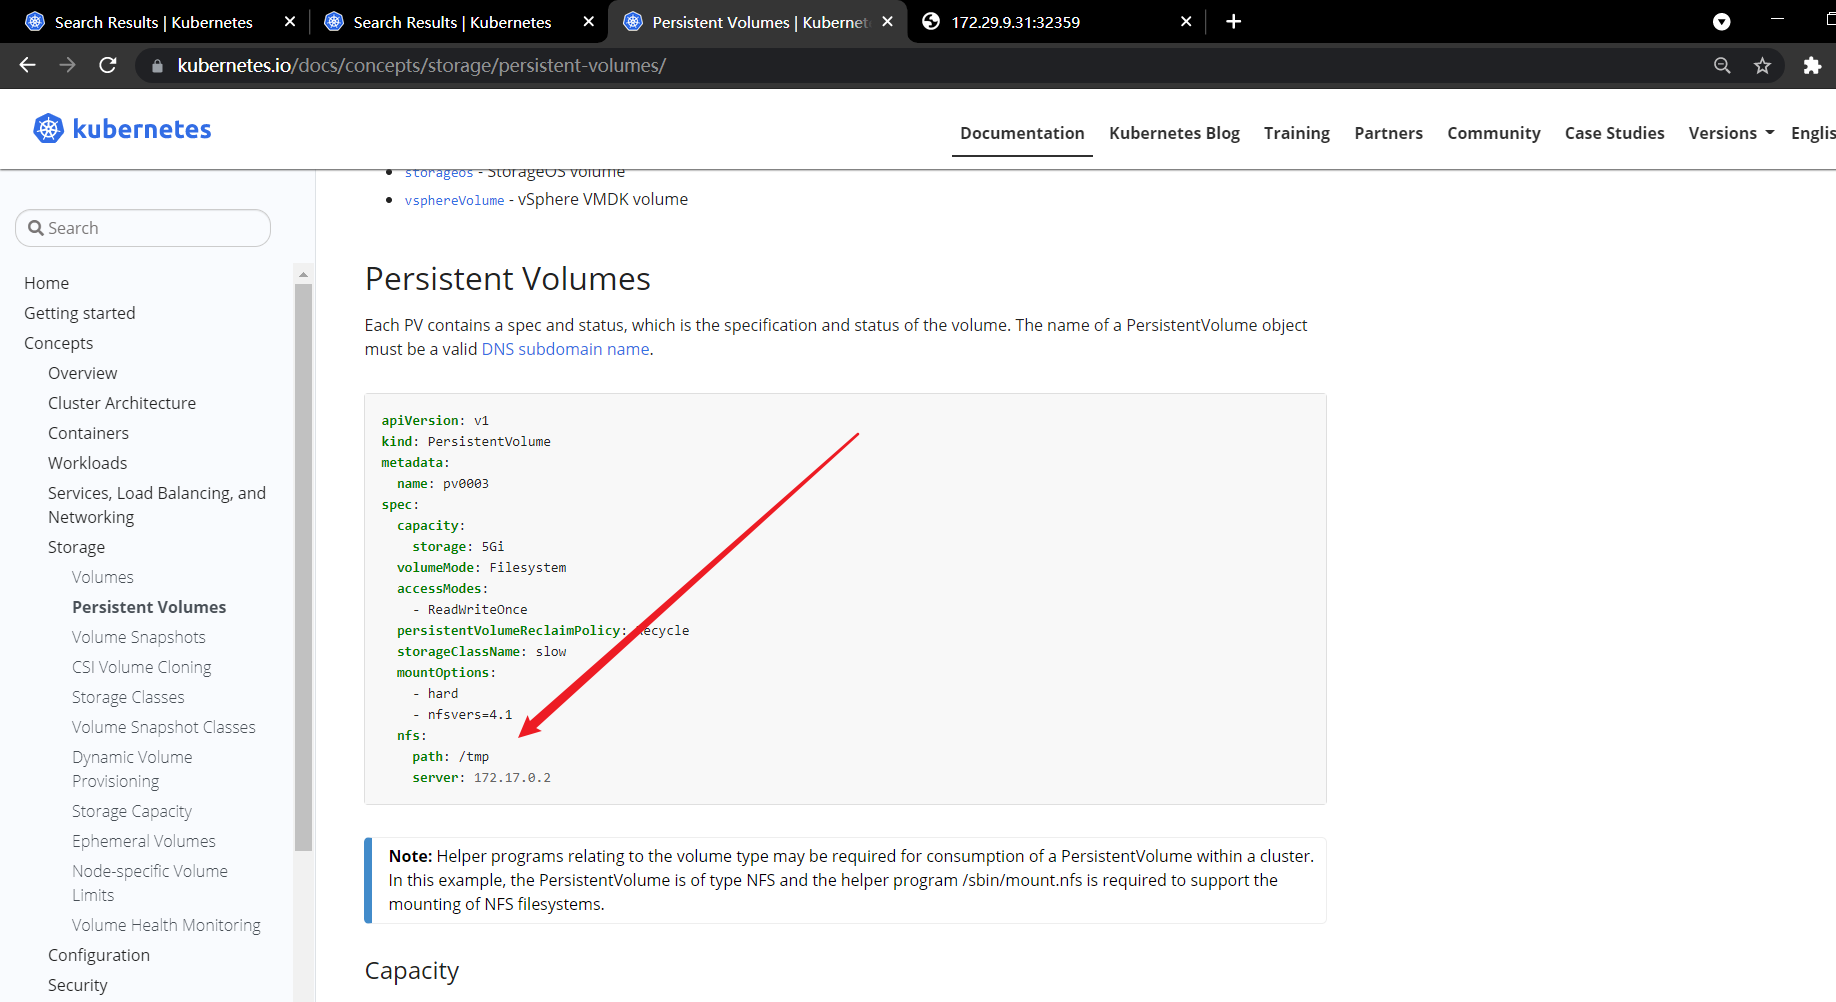 Search Results | Kubernetes
Search Results | Kubernetes
Persistent Volumes | Kubernet
172.29.9.31:32359
kubernetes.io/docs/concepts/storage/persistent-volumes/
kubernetes
Documentation
Kubernetes Blog
Training
Partners
Community
Case Studies
Versions
Englis
Search
Home
Getting started
Concepts
Overview
Cluster Architecture
Containers
Workloads
Services, Load Balancing, and
Networking
Storage
Volumes
Persistent Volumes
Volume Snapshots
CSI Volume Cloning
Storage Classes
Volume Snapshot Classes
Dynamic Volume
Provisioning
Storage Capacity
Ephemeral Volumes
Node-specific Volume
Limits
Volume Health Monitoring
Configuration
Security
storageos - StorageOS volume
vsphereVolume - vSphere VMDK volume
Persistent Volumes
Each PV contains a spec and status, which is the specification and status of the volume. The name of a PersistentVolume object
must be a valid DNS subdomain name.
apiVersion: v1
kind: PersistentVolume
metadata:
  name: pv0003
spec:
  capacity:
    storage: 5Gi
  volumeMode: Filesystem
  accessModes:
    - ReadWriteOnce
  persistentVolumeReclaimPolicy: Recycle
  storageClassName: slow
  mountOptions:
    - hard
    - nfsvers=4.1
  nfs:
    path: /tmp
    server: 172.17.0.2
Note: Helper programs relating to the volume type may be required for consumption of a PersistentVolume within a cluster.
In this example, the PersistentVolume is of type NFS and the helper program /sbin/mount.nfs is required to support the
mounting of NFS filesystems.
Capacity